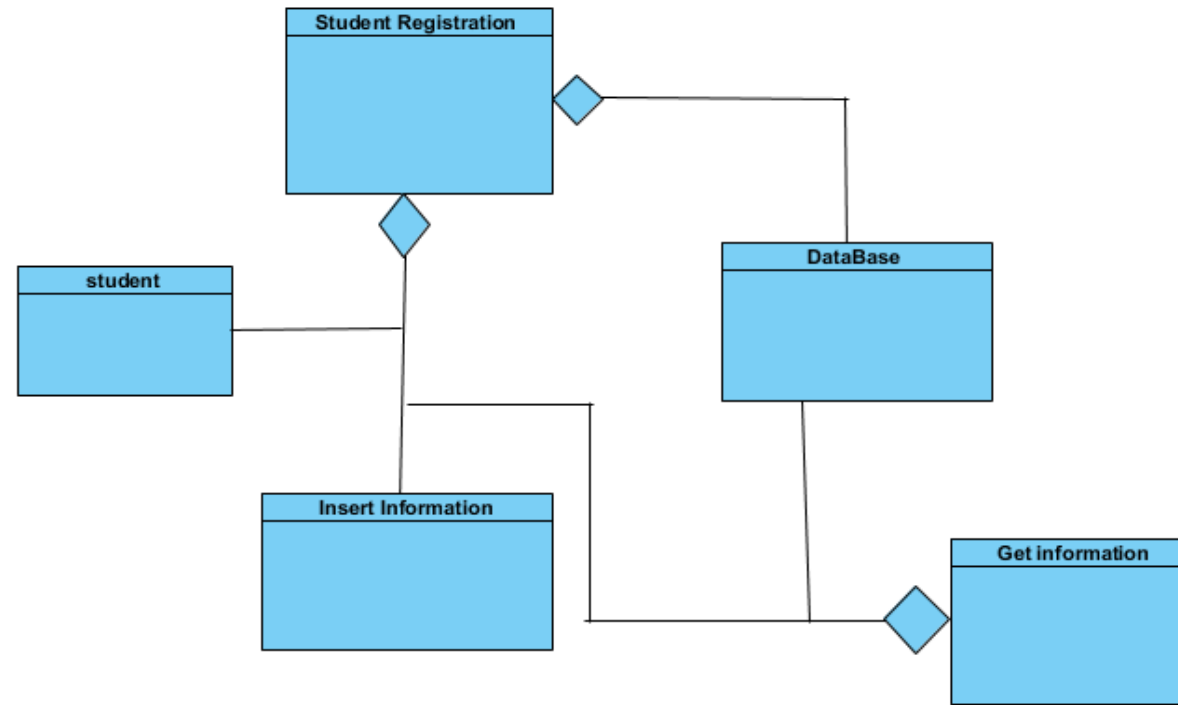 Student Registration
DataBase
student
Insert Information
Get information